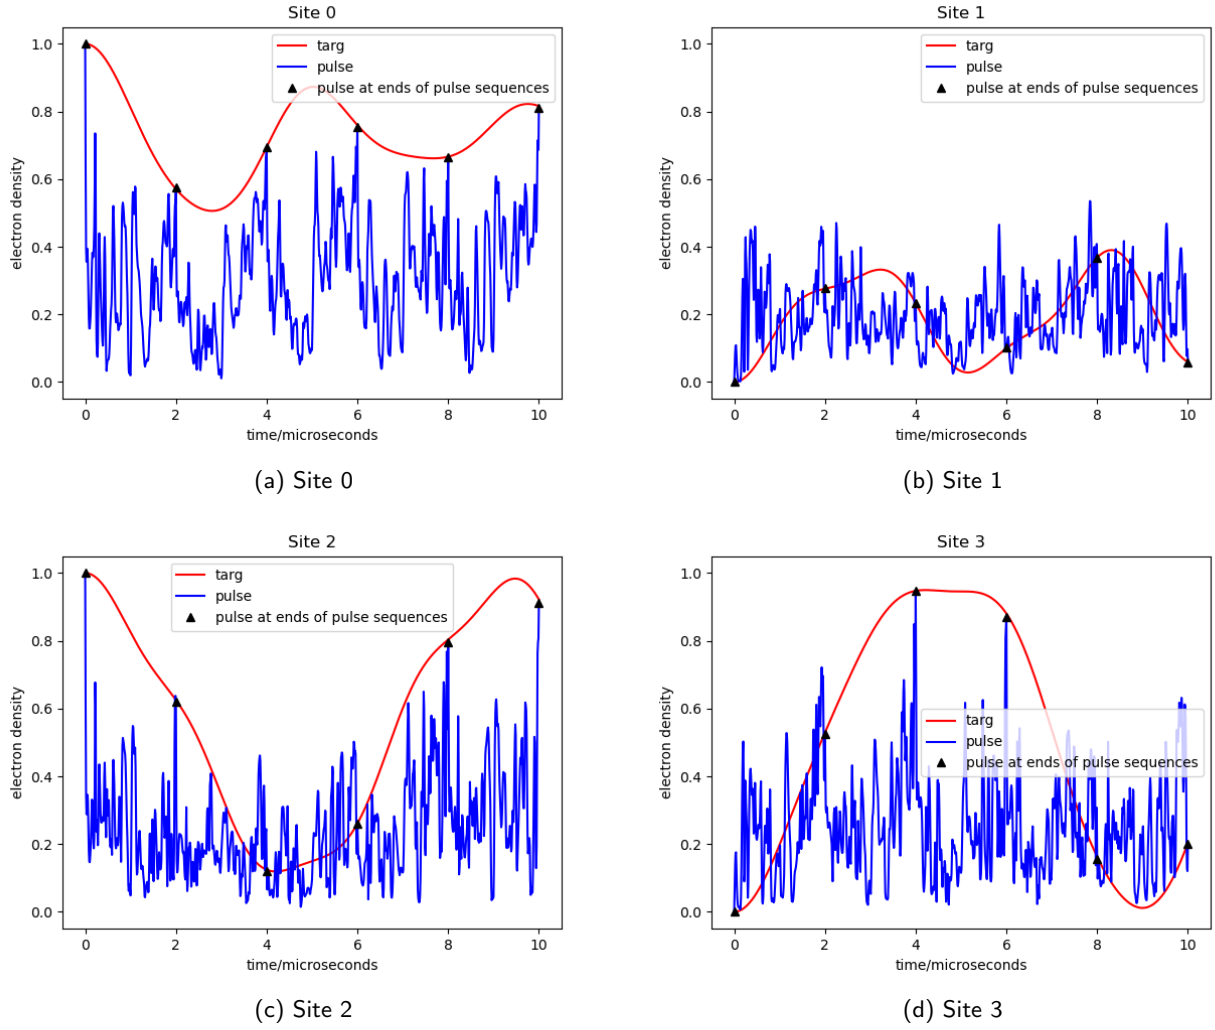 Site 0
targ
pulse
pulse at ends of pulse sequences
electron density
1.0
0.8
0.6
0.4
0.2
0.0
0 2 4 6 8 10
time/microseconds
(a) Site 0
Site 1
targ
pulse
pulse at ends of pulse sequences
electron density
1.0
0.8
0.6
0.4
0.2
0.0
0 2 4 6 8 10
time/microseconds
(b) Site 1
Site 2
targ
pulse
pulse at ends of pulse sequences
electron density
1.0
0.8
0.6
0.4
0.2
0.0
0 2 4 6 8 10
time/microseconds
(c) Site 2
Site 3
targ
pulse
pulse at ends of pulse sequences
electron density
1.0
0.8
0.6
0.4
0.2
0.0
0 2 4 6 8 10
time/microseconds
(d) Site 3